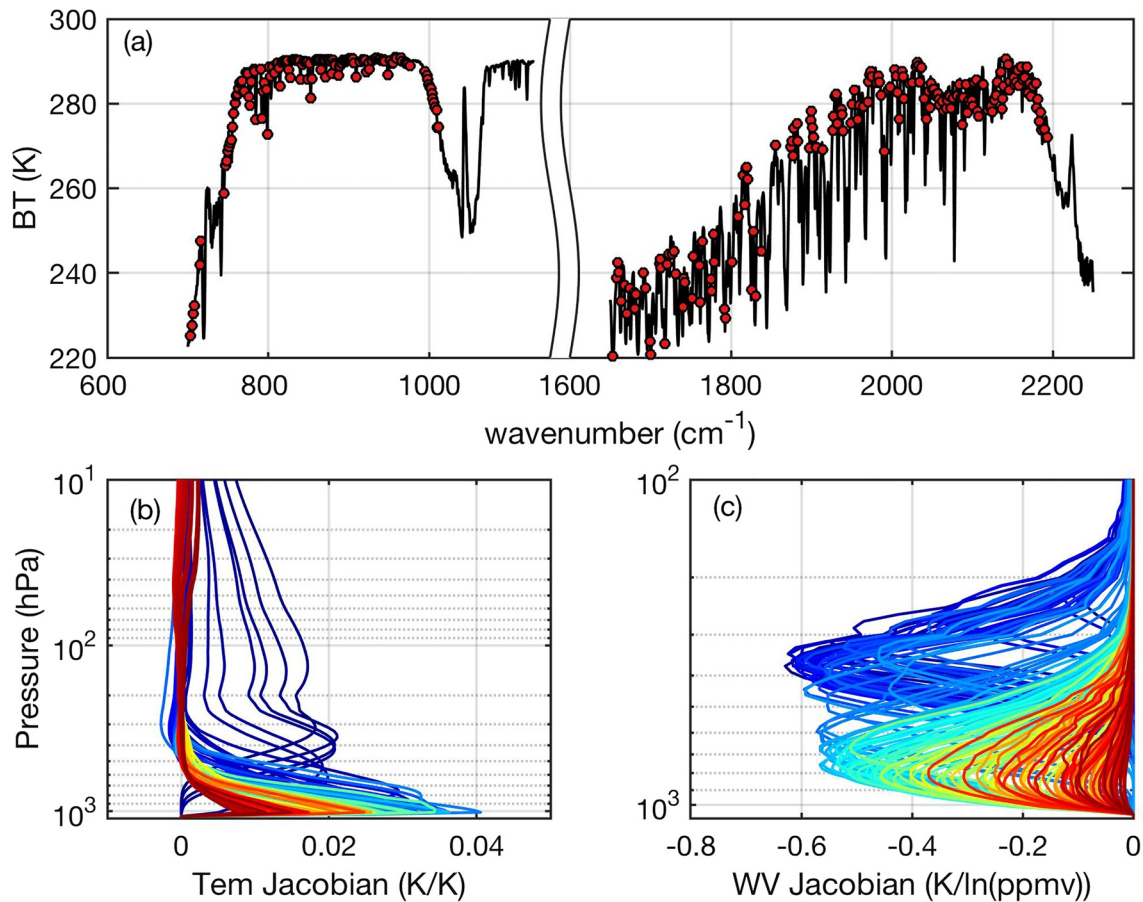 300
280
260
240
220
BT (K)
(a)
600 800 1000 1600 1800 2000 2200
wavenumber (cm⁻¹)
10¹
10²
10³
Pressure (hPa)
(b)
0 0.02 0.04
Tem Jacobian (K/K)
10²
10³
(c)
-0.8 -0.6 -0.4 -0.2 0
WV Jacobian (K/ln(ppmv))